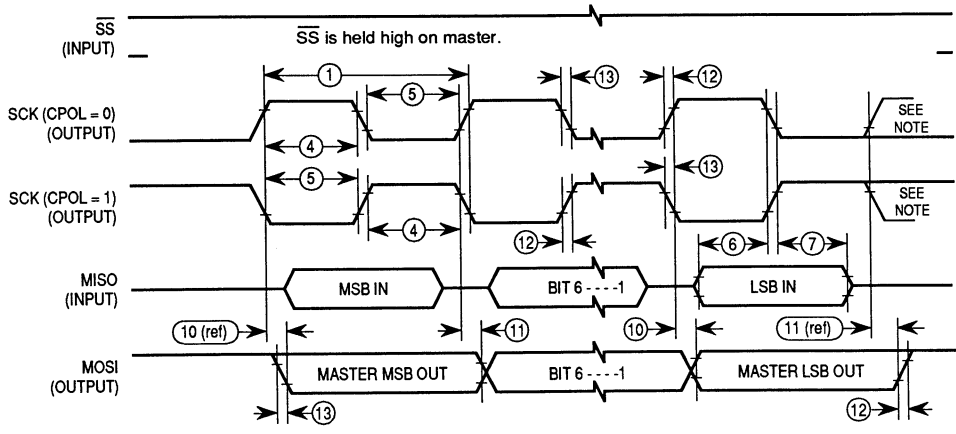 SS
(INPUT)
SS is held high on master.
1
13
12
5
SCK (CPOL = 0)
(OUTPUT)
SEE
NOTE
4
5
13
SCK (CPOL = 1)
(OUTPUT)
SEE
NOTE
4
12
6
7
MISO
(INPUT)
MSB IN
BIT 6 - - - - - 1
LSB IN
10 (ref)
11
10
11 (ref)
MOSI
(OUTPUT)
MASTER MSB OUT
BIT 6 - - - - - 1
MASTER LSB OUT
13
12